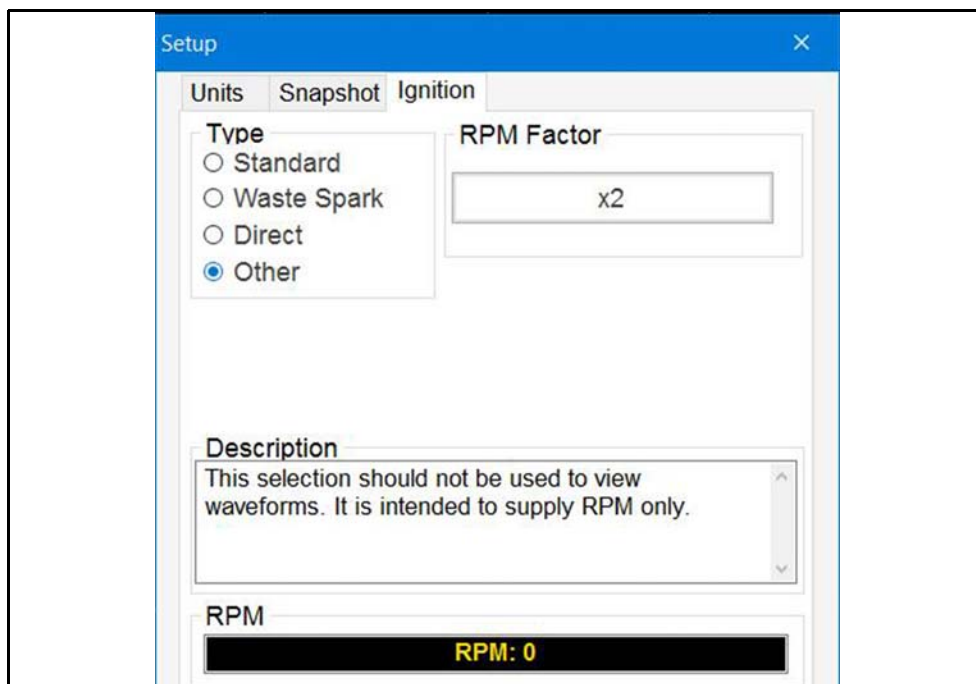 Setup
Units Snapshot Ignition
Type
Standard
Waste Spark
Direct
Other
RPM Factor
x2
Description
This selection should not be used to view
waveforms. It is intended to supply RPM only.
RPM
RPM: 0